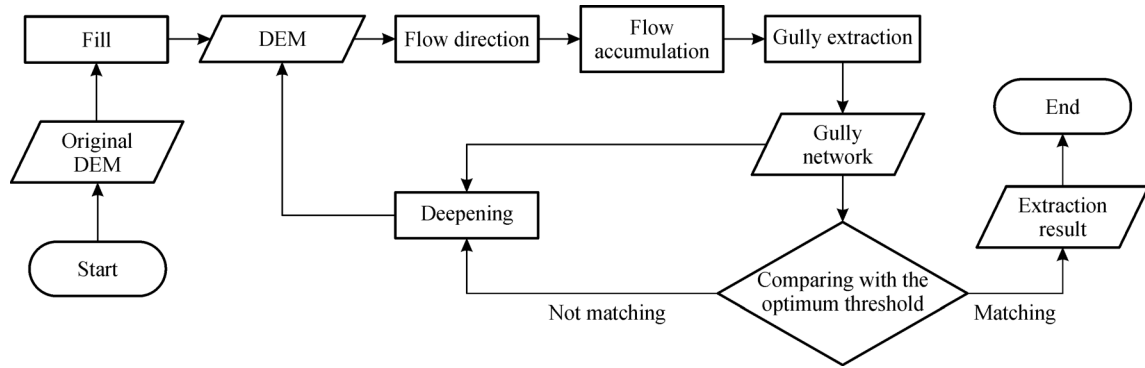 Fill
DEM
Flow direction
Flow
accumulation
Gully extraction
Original
DEM
Gully
network
End
Deepening
Extraction
result
Start
Comparing with the
optimum threshold
Not matching
Matching